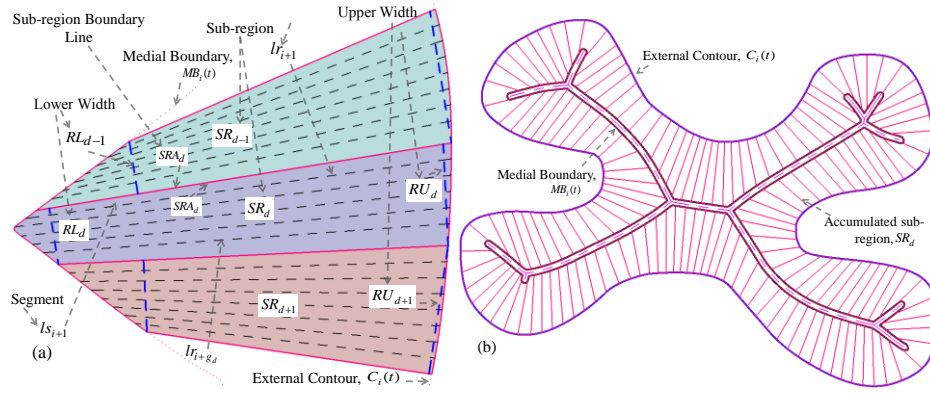 Sub-region Boundary
Line
Medial Boundary,
MB_i(t)
Sub-region
lr_{i+1}
Upper Width
Lower Width
RL_{d-1}
SRA_d
SR_{d-1}
SRA_d
SR_d
RU_d
RL_d
Segment
ls_{i+1}
SR_{d+1}
RU_{d+1}
lr_{i+g_d}
(a)
External Contour, C_i(t)
External Contour, C_i(t)
Medial Boundary,
MB_i(t)
Accumulated sub-
region, SR_d
(b)